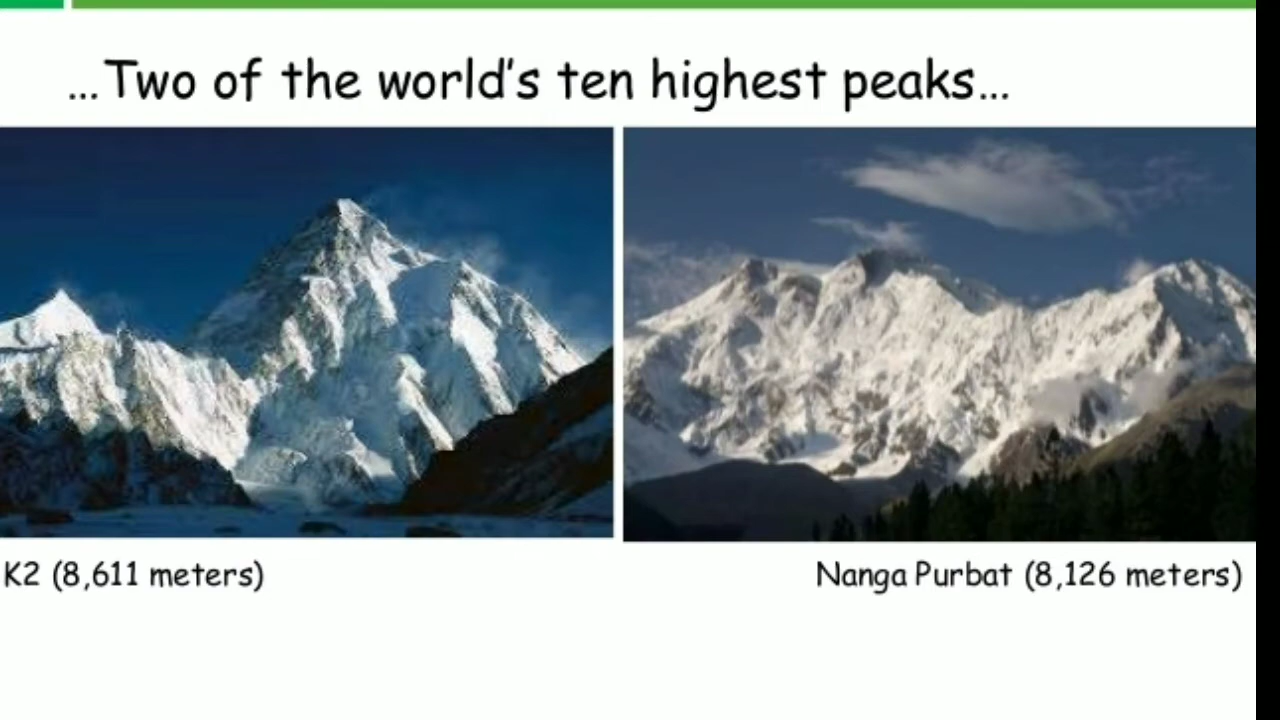 ...Two of the world's ten highest peaks...
K2 (8,611 meters)
Nanga Purbat (8,126 meters)